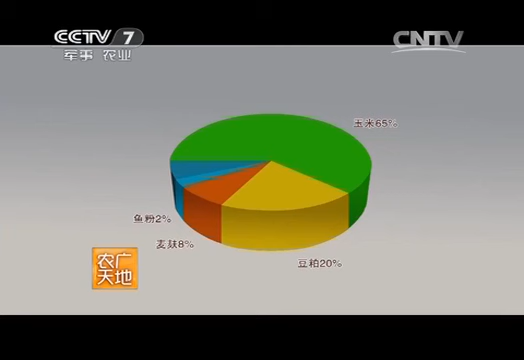 CCTV 7
军事 农业
CNTV
玉米65%
鱼粉2%
麦麸8%
豆粕20%
农广
天地